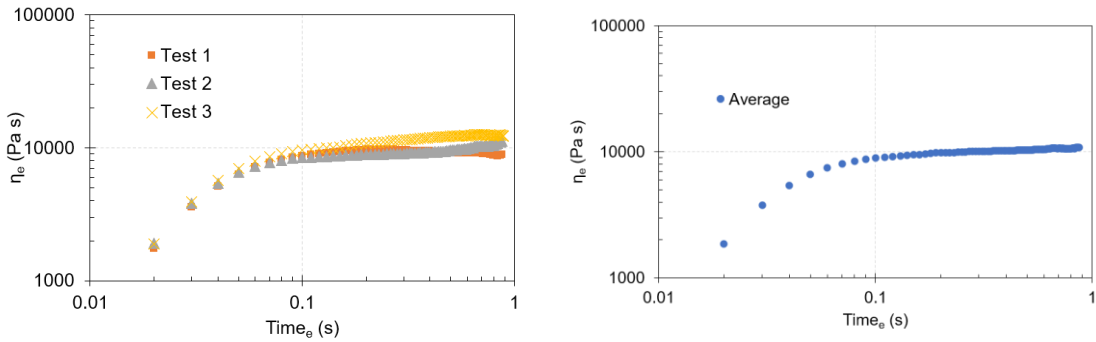 100000
10000
1000
0.01
0.1
1
ηe (Pa s)
Timee (s)
Test 1
Test 2
Test 3
100000
10000
1000
0.01
0.1
1
ηe (Pa s)
Timee (s)
Average